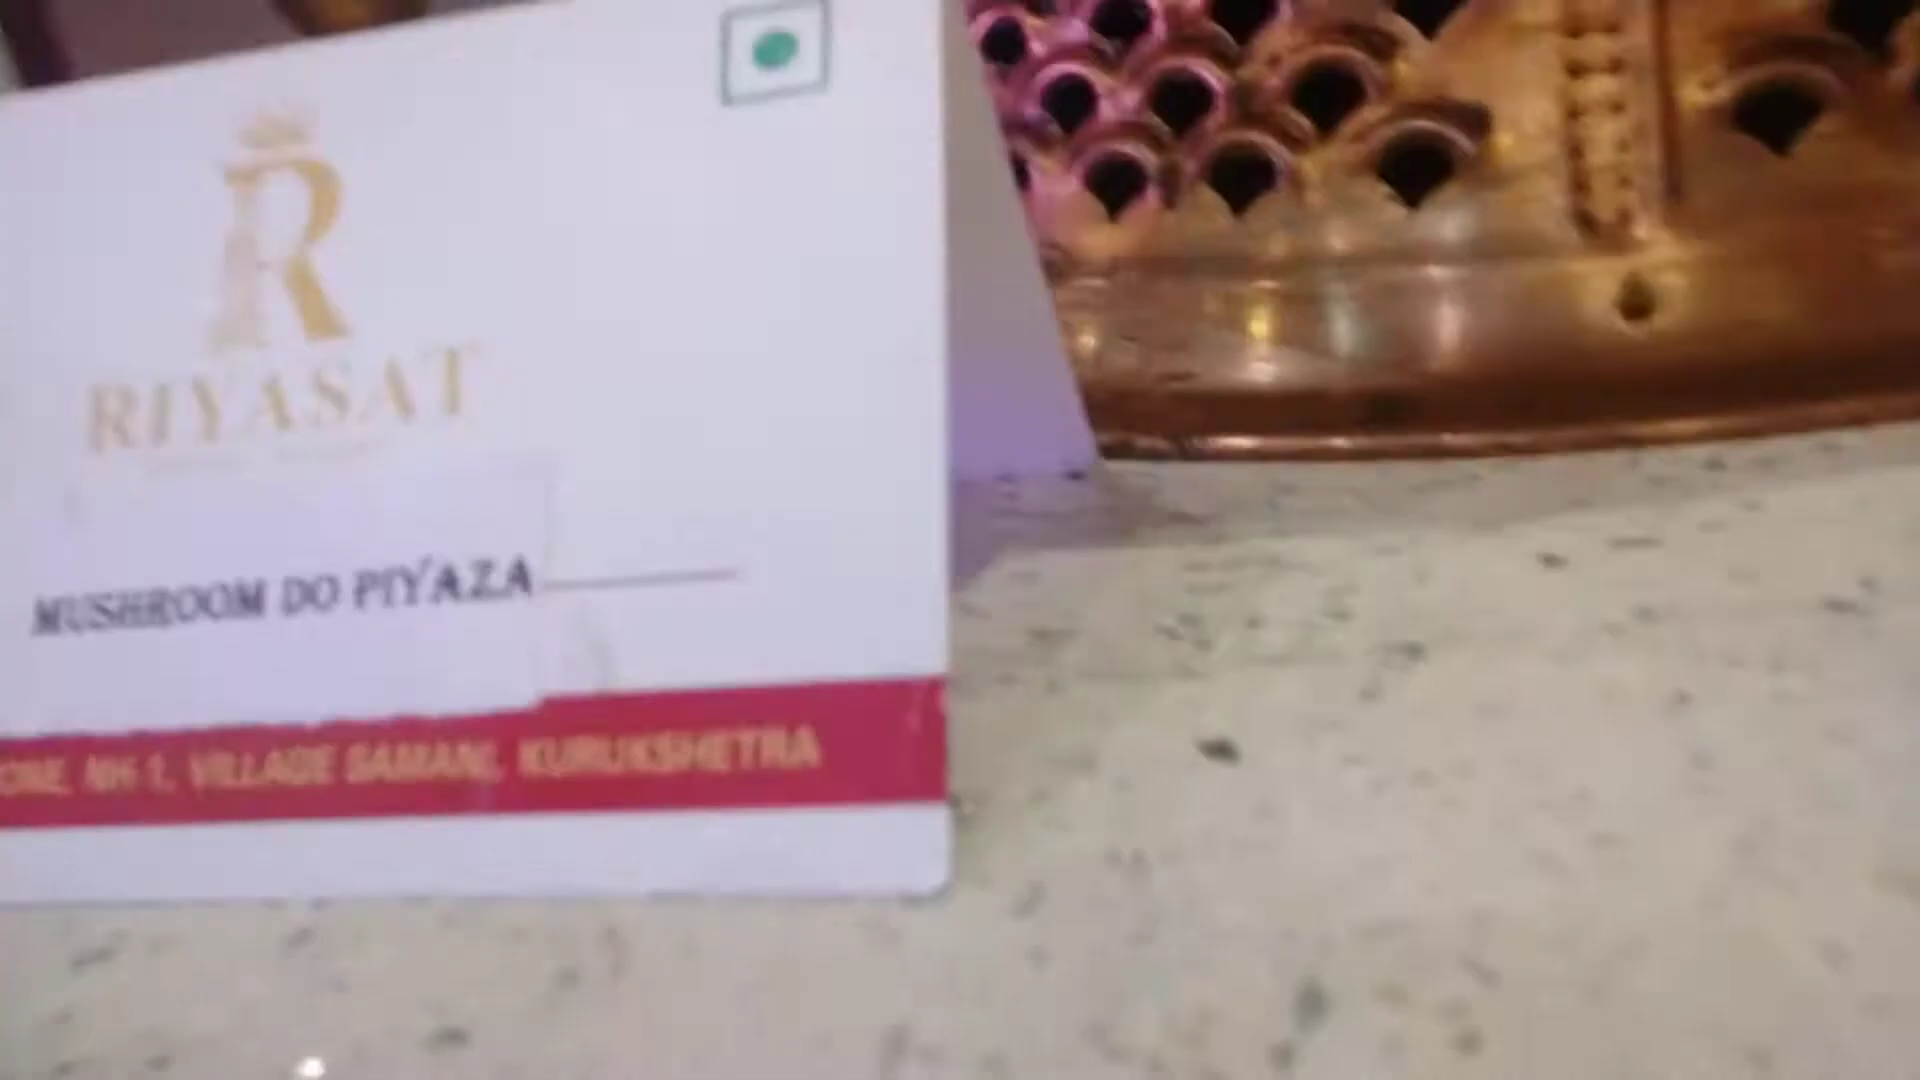 R
RIYASAT
MUSHROOM DO PIYAZA
NH-1, VILLAGE SAMANI, KURUKSHETRA